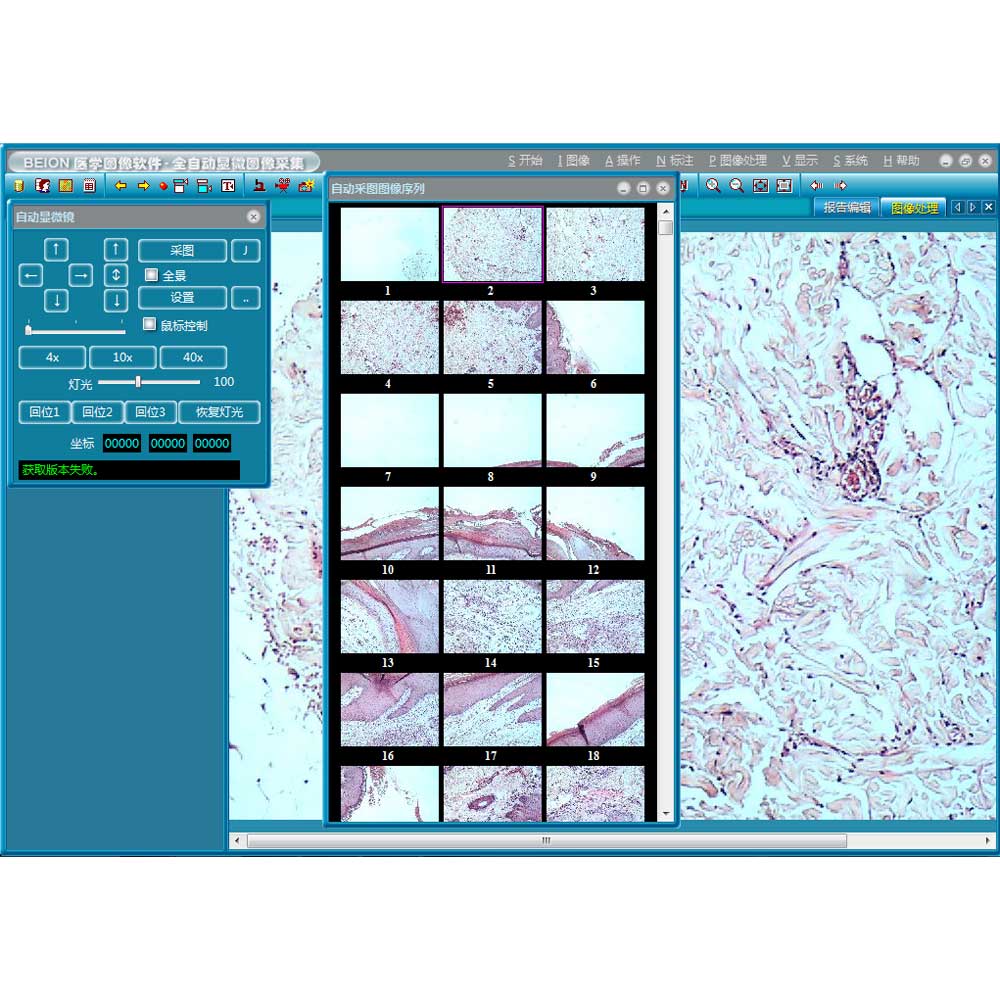 BEION 医学图像软件 - 全自动显微图像采集
S 开始 I 图像 A 操作 N 标注 P 图像处理 V 显示 S 系统 H 帮助
报告编辑 图像处理
自动显微镜
采图 J
全景
设置 ..
鼠标控制
4x 10x 40x
灯光 100
回位1 回位2 回位3 恢复灯光
坐标 00000 00000 00000
获取版本失败。
自动采图图像序列
1 2 3
4 5 6
7 8 9
10 11 12
13 14 15
16 17 18